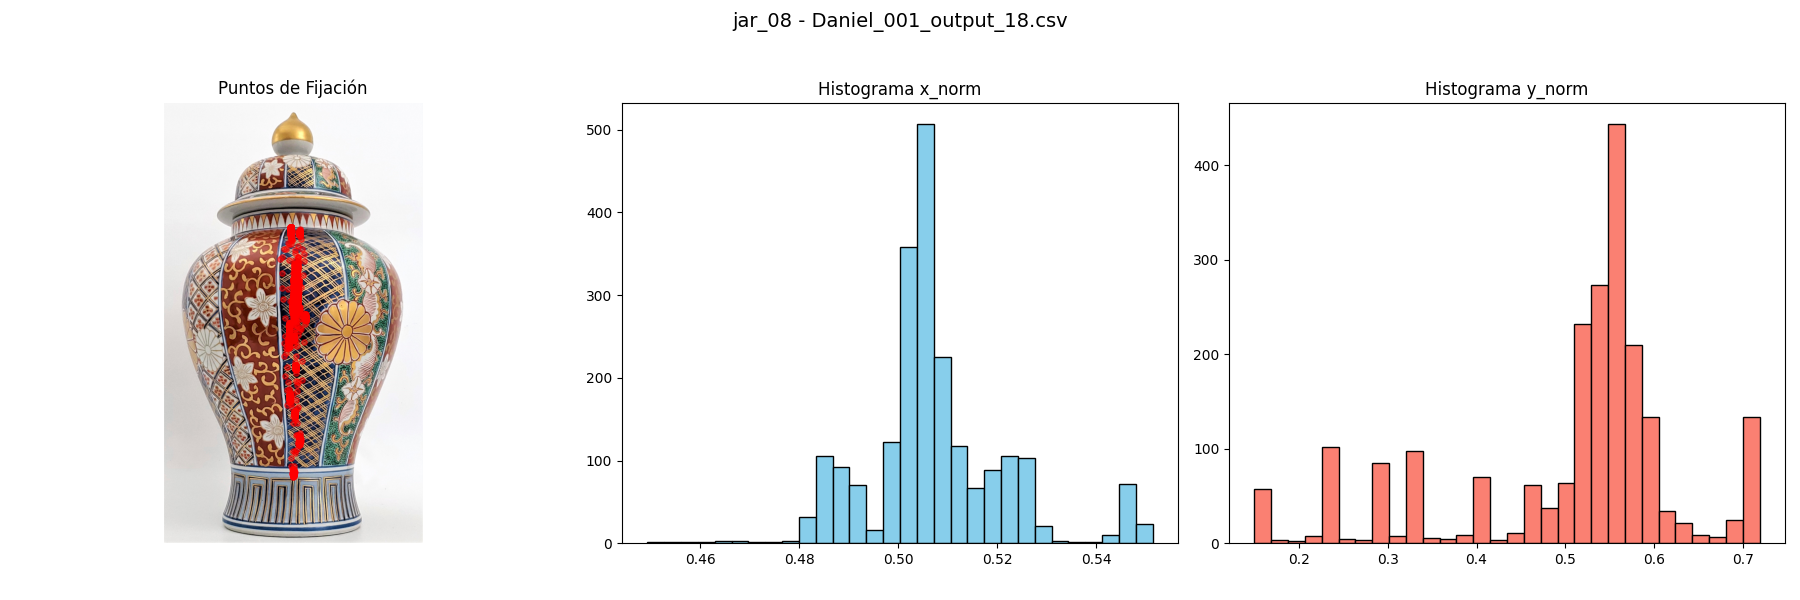 jar_08 - Daniel_001_output_18.csv
Puntos de Fijación
Histograma x_norm
500
400
300
200
100
0
0.46 0.48 0.50 0.52 0.54
Histograma y_norm
400
300
200
100
0
0.2 0.3 0.4 0.5 0.6 0.7